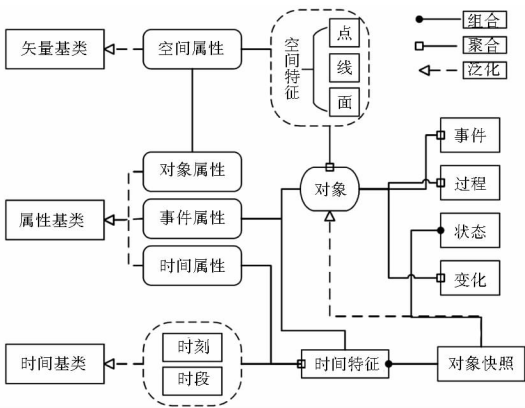 矢量基类
空间属性
空间特征
点
线
面
组合
聚合
泛化
对象属性
属性基类
事件属性
时间属性
对象
事件
过程
状态
变化
时间基类
时刻
时段
时间特征
对象快照